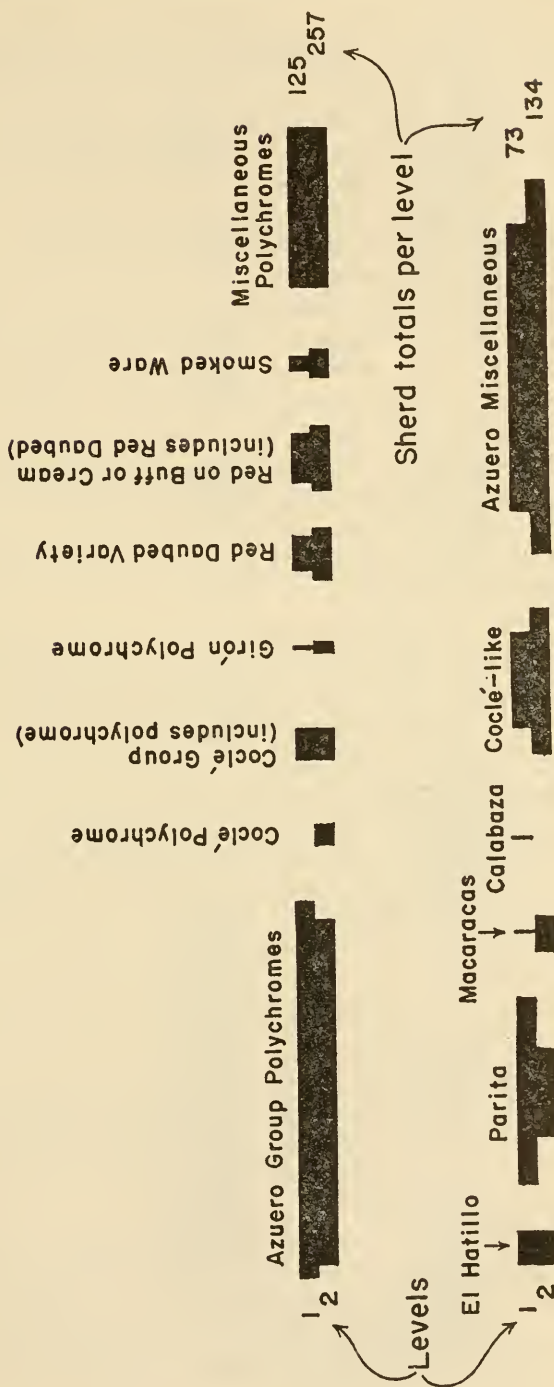 Azuero Group Polychromes
Coclé Polychrome
Coclé Group
(includes polychrome)
Girón Polychrome
Red Daubed Variety
Red on Buff or Cream
(includes Red Daubed)
Smoked Ware
Miscellaneous
Polychromes
1
2
125
257
Levels
Sherd totals per level
El Hatillo
Parita
Macaracas
Calabaza
Coclé-like
Azuero Miscellaneous
1
2
73
134